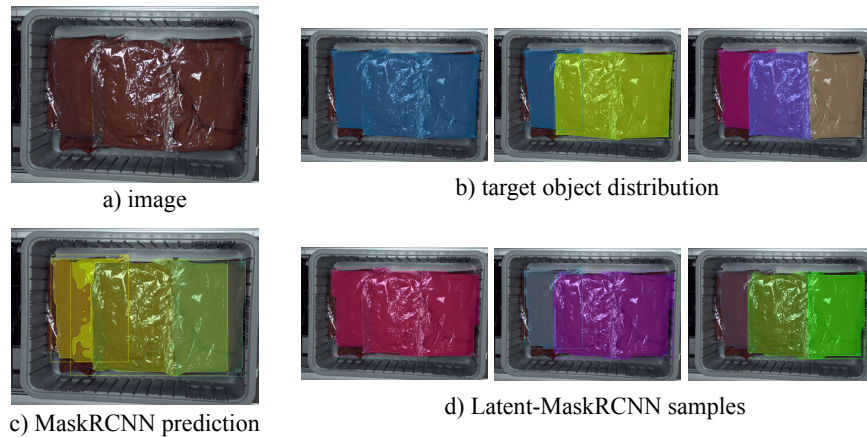 a) image
b) target object distribution
c) MaskRCNN prediction
d) Latent-MaskRCNN samples